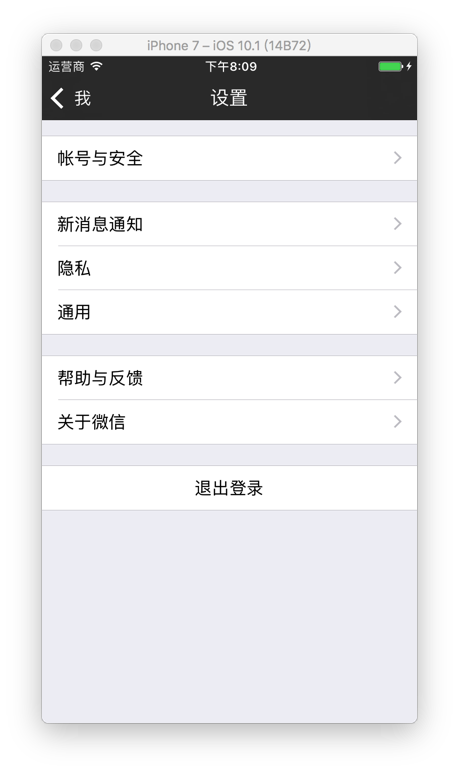 iPhone 7 – iOS 10.1 (14B72)
运营商 下午8:09
我 设置
帐号与安全
新消息通知
隐私
通用
帮助与反馈
关于微信
退出登录